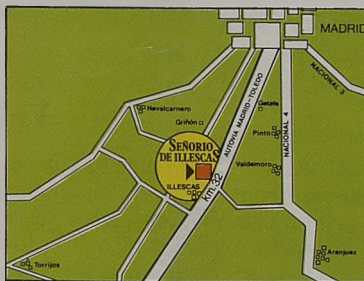 MADRID
NACIONAL 3
Navalcarnero
Getafe
Griñón
AUTOVIA MADRID-TOLEDO
NACIONAL 4
Pinto
SEÑORIO
DE ILLESCAS
Valdemoro
ILLESCAS
km. 32
Aranjuez
Torrijos